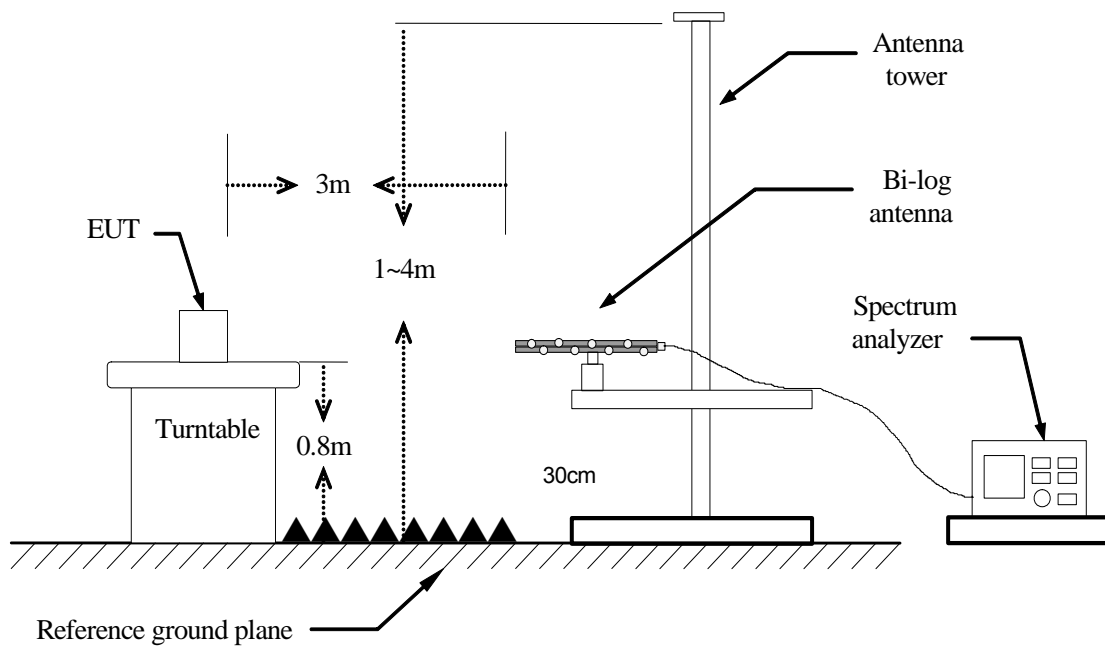 Antenna
tower
3m
Bi-log
antenna
EUT
1~4m
Spectrum
analyzer
Turntable
0.8m
30cm
Reference ground plane